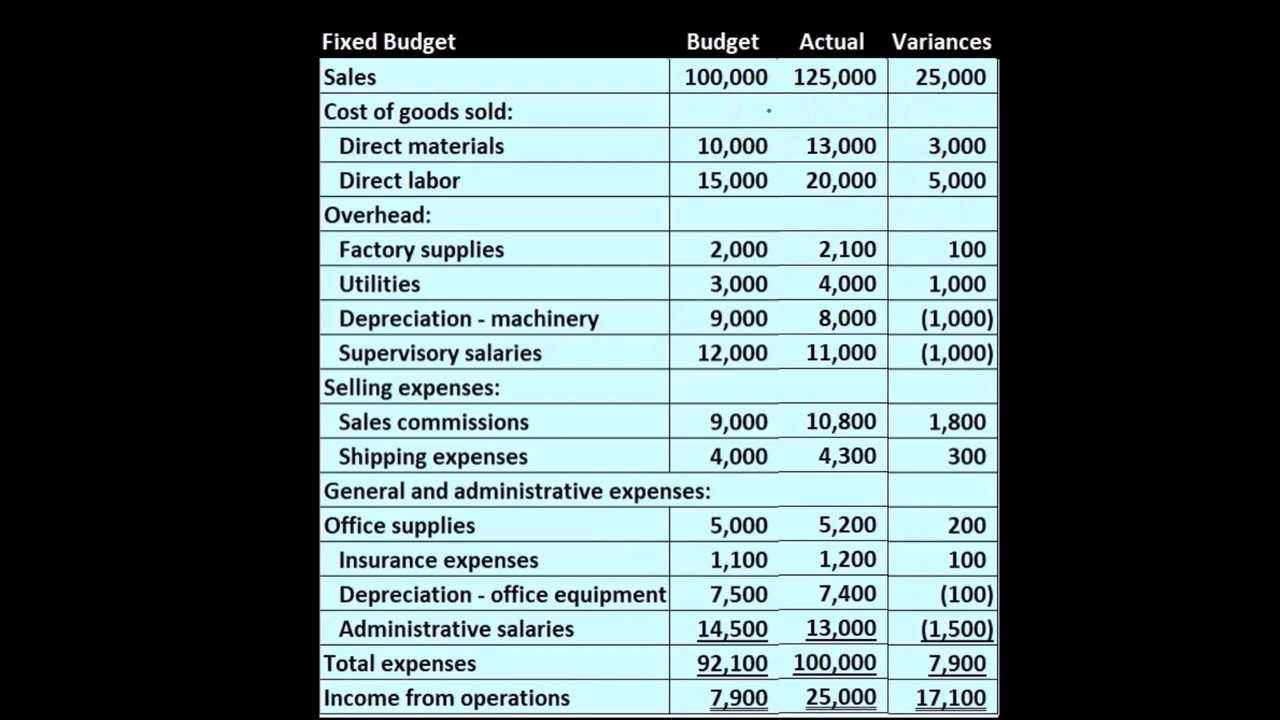 Fixed Budget Budget Actual Variances
Sales 100,000 125,000 25,000
Cost of goods sold:
Direct materials 10,000 13,000 3,000
Direct labor 15,000 20,000 5,000
Overhead:
Factory supplies 2,000 2,100 100
Utilities 3,000 4,000 1,000
Depreciation - machinery 9,000 8,000 (1,000)
Supervisory salaries 12,000 11,000 (1,000)
Selling expenses:
Sales commissions 9,000 10,800 1,800
Shipping expenses 4,000 4,300 300
General and administrative expenses:
Office supplies 5,000 5,200 200
Insurance expenses 1,100 1,200 100
Depreciation - office equipment 7,500 7,400 (100)
Administrative salaries 14,500 13,000 (1,500)
Total expenses 92,100 100,000 7,900
Income from operations 7,900 25,000 17,100